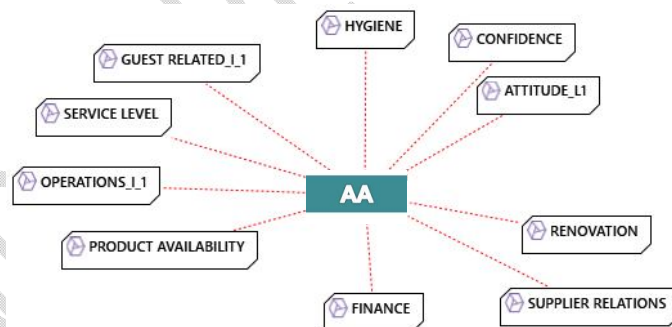 HYGIENE
CONFIDENCE
GUEST RELATED_I_1
ATTITUDE_L1
SERVICE LEVEL
OPERATIONS_I_1
AA
RENOVATION
PRODUCT AVAILABILITY
FINANCE
SUPPLIER RELATIONS